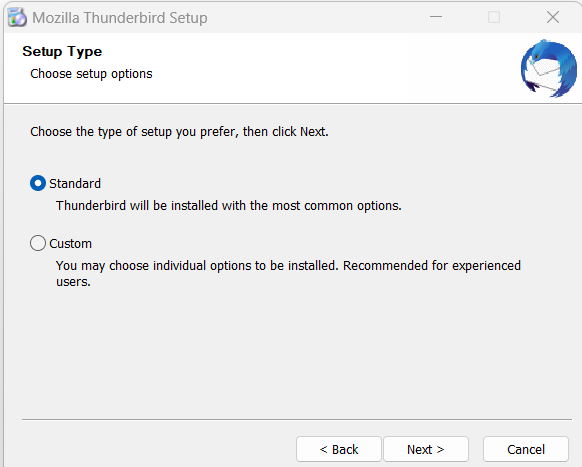 Mozilla Thunderbird Setup
Setup Type
Choose setup options
Choose the type of setup you prefer, then click Next.
Standard
Thunderbird will be installed with the most common options.
Custom
You may choose individual options to be installed. Recommended for experienced
users.
< Back
Next >
Cancel